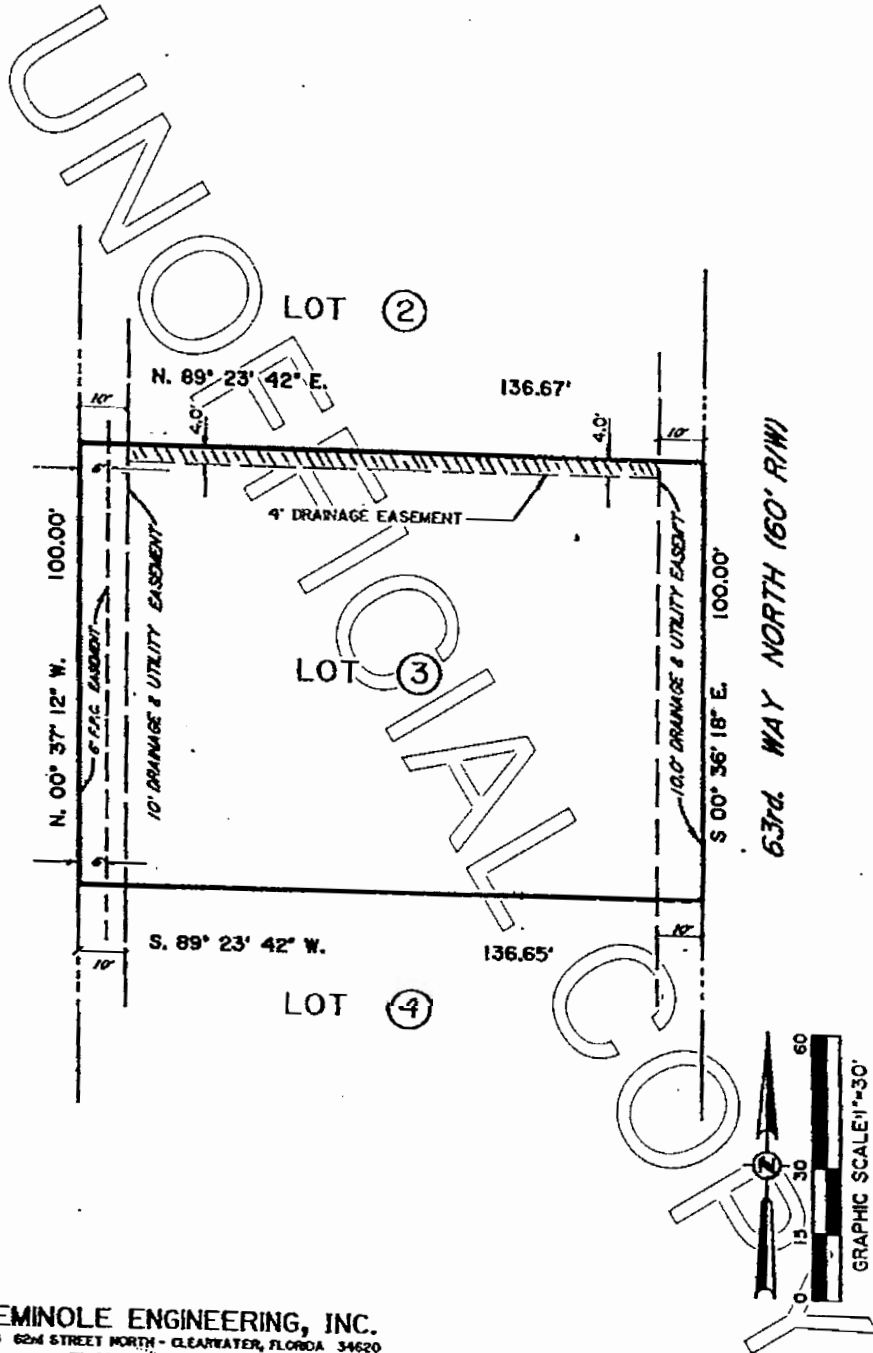 UNOFFICIAL COPY
LOT 2
N. 89° 23' 42" E.
136.67'
10'
4.0'
4.0'
10'
6'
4' DRAINAGE EASEMENT
N. 00° 37' 12" W. 100.00'
6' F.P.C. EASEMENT
10' DRAINAGE & UTILITY EASEMENT
LOT 3
10.0' DRAINAGE & UTILITY EASEM'T
S 00° 36' 18" E. 100.00'
63rd. WAY NORTH (60' R/W)
6'
10'
S. 89° 23' 42" W.
136.65'
10'
LOT 4
N
0 15 30 60
GRAPHIC SCALE: 1"=30'
EMINOLE ENGINEERING, INC.
62nd STREET NORTH - CLEARWATER, FLORIDA 34620